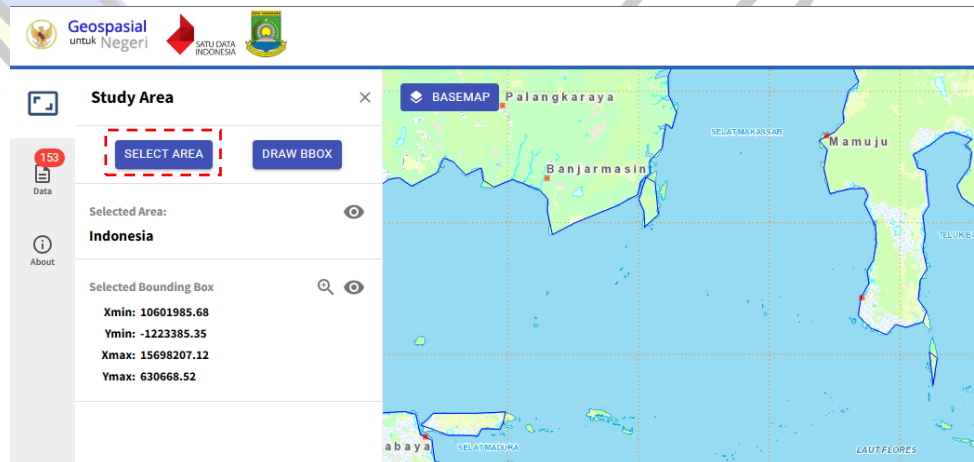 Geospasial
untuk Negeri
SATU DATA
INDONESIA
Study Area
×
SELECT AREA
DRAW BBOX
153
Data
About
Selected Area:
Indonesia
Selected Bounding Box
Xmin: 10601985.68
Ymin: -1223385.35
Xmax: 15698207.12
Ymax: 630668.52
BASEMAP
Palangkaraya
SELAT MAKASSAR
Mamuju
Banjarmasin
TELUK BO
abaya
SELAT MADURA
LAUT FLORES